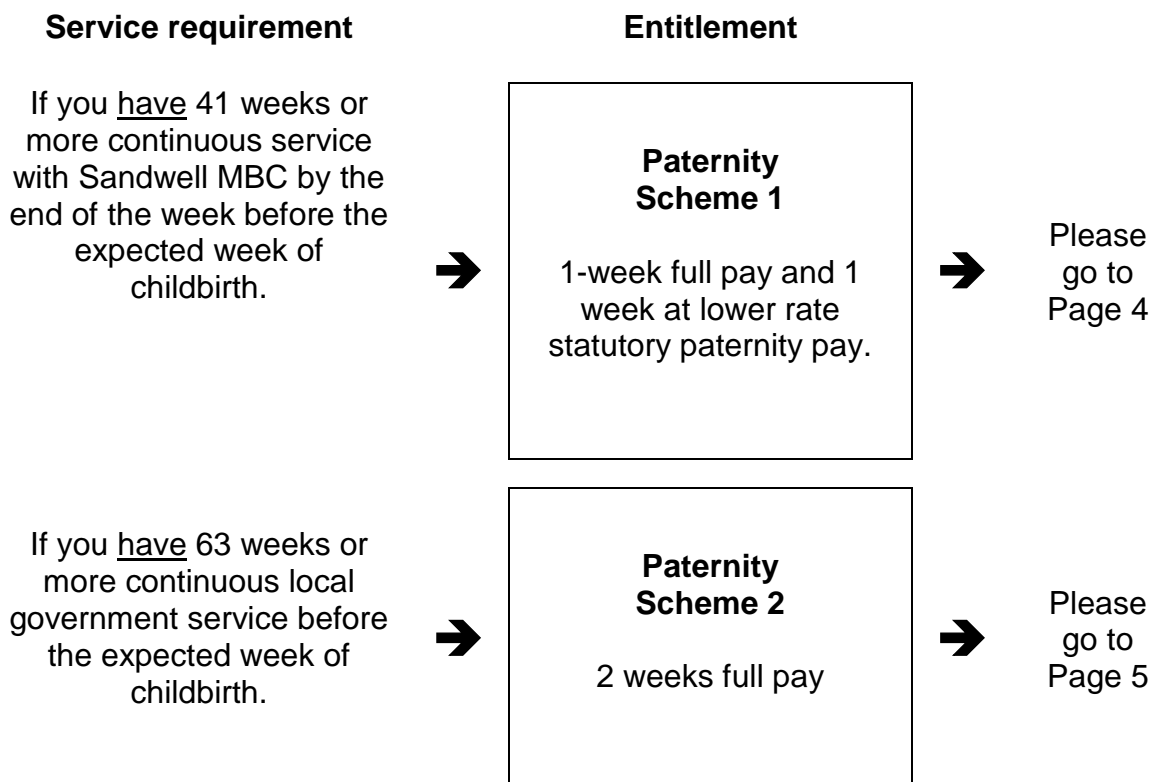 Service requirement
Entitlement
If you have 41 weeks or
more continuous service
with Sandwell MBC by the
end of the week before the
expected week of
childbirth.
Paternity
Scheme 1
1-week full pay and 1
week at lower rate
statutory paternity pay.
Please
go to
Page 4
If you have 63 weeks or
more continuous local
government service before
the expected week of
childbirth.
Paternity
Scheme 2
2 weeks full pay
Please
go to
Page 5